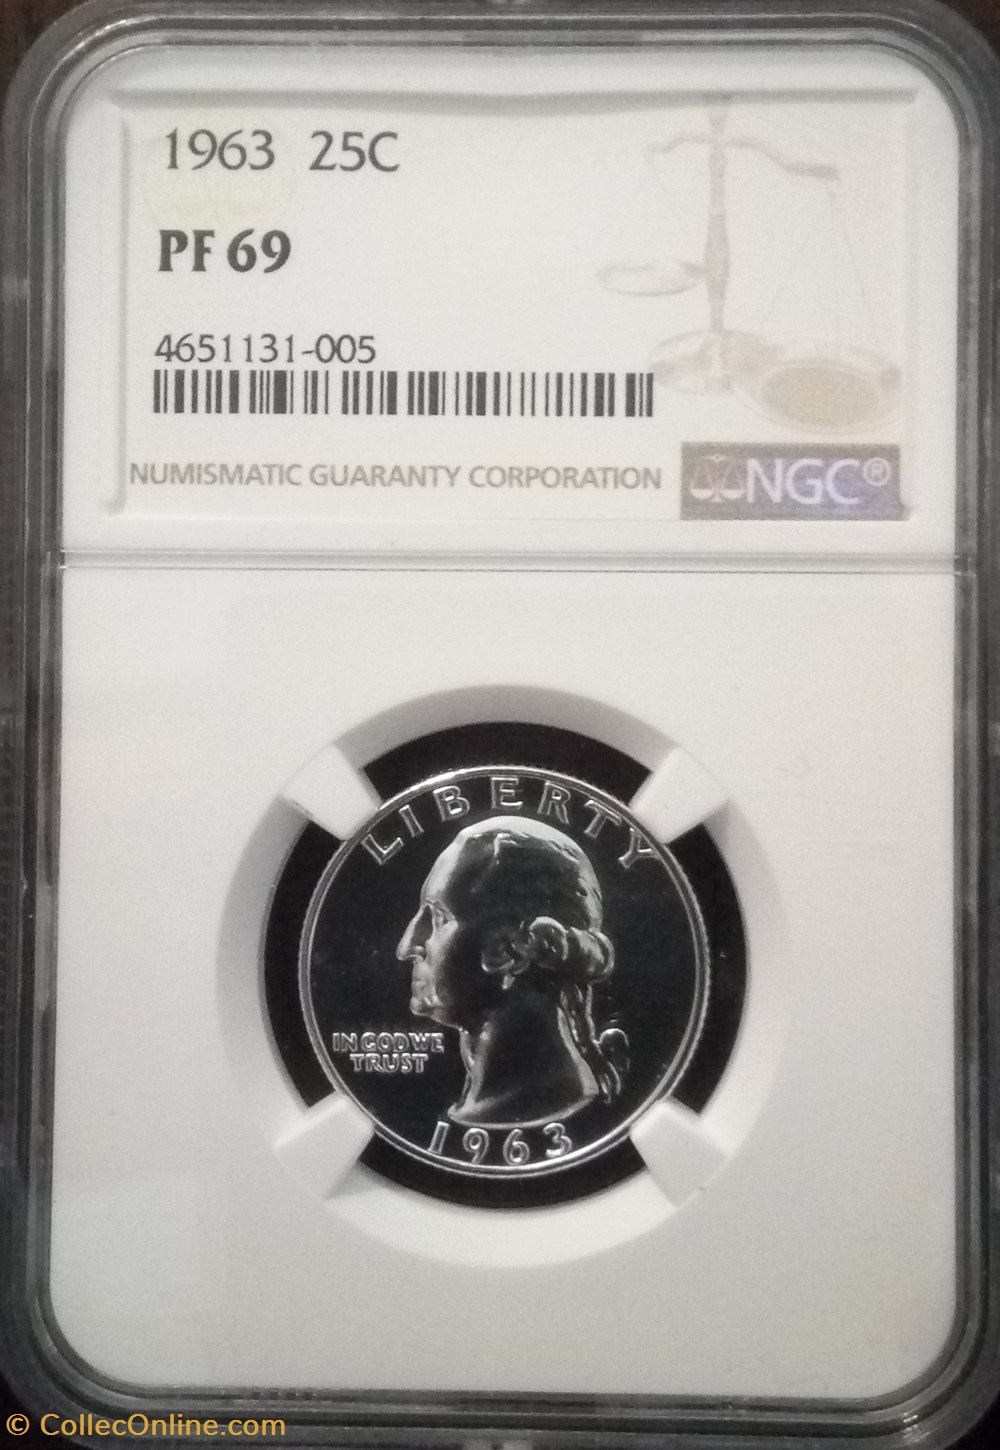 1963 25C
PF 69
4651131-005
NUMISMATIC GUARANTY CORPORATION NGC®
LIBERTY
IN GOD WE
TRUST
1963
© CollecOnline.com